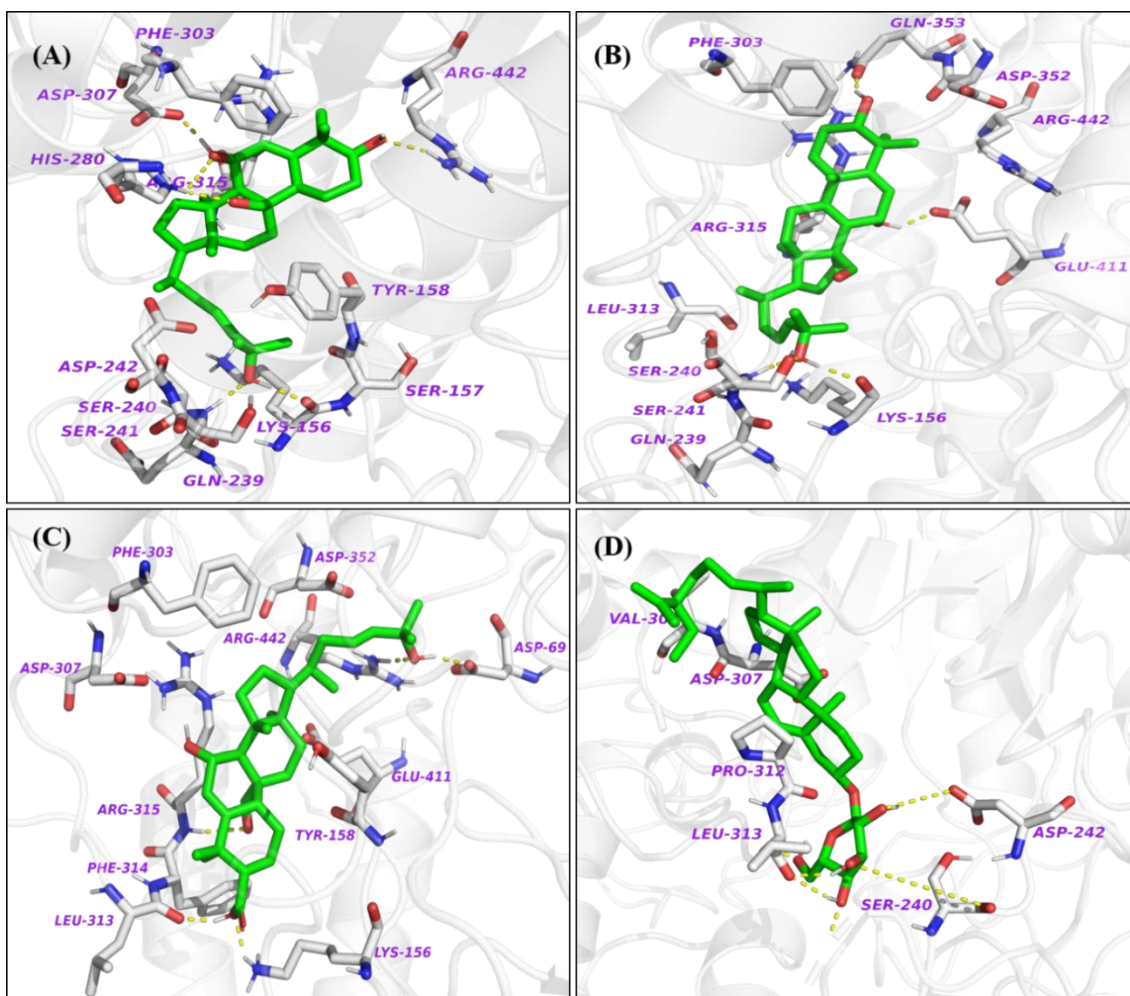 (A)
PHE-303
ASP-307
ARG-442
HIS-280
ARG-315
TYR-158
ASP-242
SER-157
SER-240
SER-241
LYS-156
GLN-239
(B)
GLN-353
PHE-303
ASP-352
ARG-442
ARG-315
GLU-411
LEU-313
SER-240
SER-241
LYS-156
GLN-239
(C)
PHE-303
ASP-352
ARG-442
ASP-69
ASP-307
GLU-411
ARG-315
TYR-158
PHE-314
LEU-313
LYS-156
(D)
ASP-307
PRO-312
LEU-313
ASP-242
SER-240